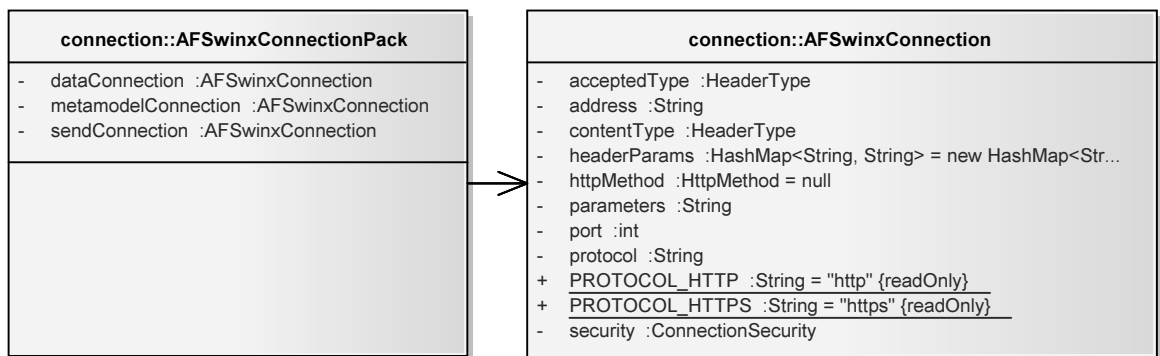 connection::AFSwinxConnectionPack
- dataConnection :AFSwinxConnection
- metamodelConnection :AFSwinxConnection
- sendConnection :AFSwinxConnection
connection::AFSwinxConnection
- acceptedType :HeaderType
- address :String
- contentType :HeaderType
- headerParams :HashMap<String, String> = new HashMap<Str...
- httpMethod :HttpMethod = null
- parameters :String
- port :int
- protocol :String
+ PROTOCOL_HTTP :String = "http" {readOnly}
+ PROTOCOL_HTTPS :String = "https" {readOnly}
- security :ConnectionSecurity